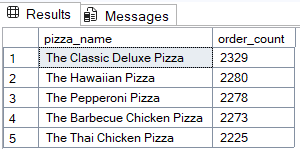 Results Messages
pizza_name order_count
1 The Classic Deluxe Pizza 2329
2 The Hawaiian Pizza 2280
3 The Pepperoni Pizza 2278
4 The Barbecue Chicken Pizza 2273
5 The Thai Chicken Pizza 2225